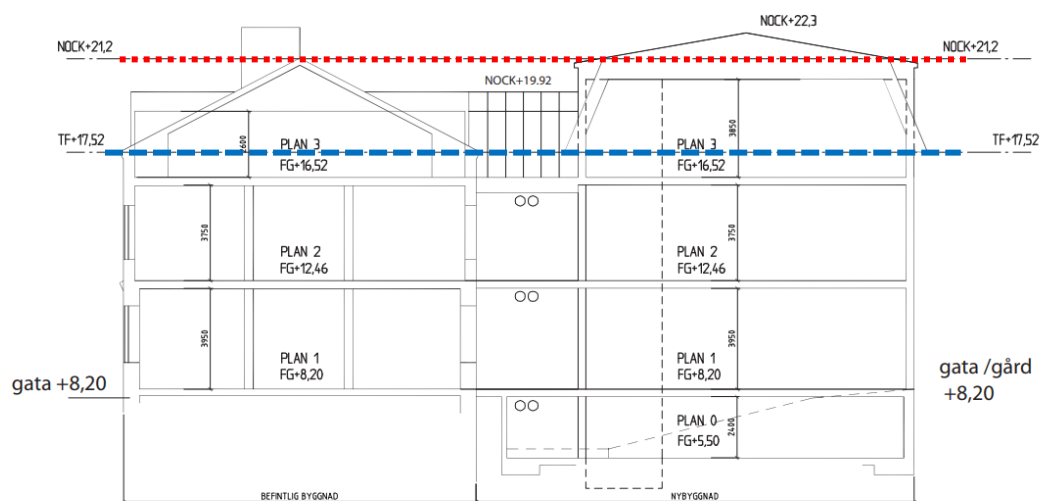 NOCK+22,3
NOCK+21,2
NOCK+21,2
NOCK+19.92
TF+17,52
TF+17,52
2600
PLAN 3
FG+16,52
3850
PLAN 3
FG+16,52
3750
PLAN 2
FG+12,46
3750
PLAN 2
FG+12,46
3950
PLAN 1
FG+8,20
3950
PLAN 1
FG+8,20
gata +8,20
gata /gård
+8,20
2400
PLAN 0
FG+5,50
BEFINTLIG BYGGNAD
NYBYGGNAD